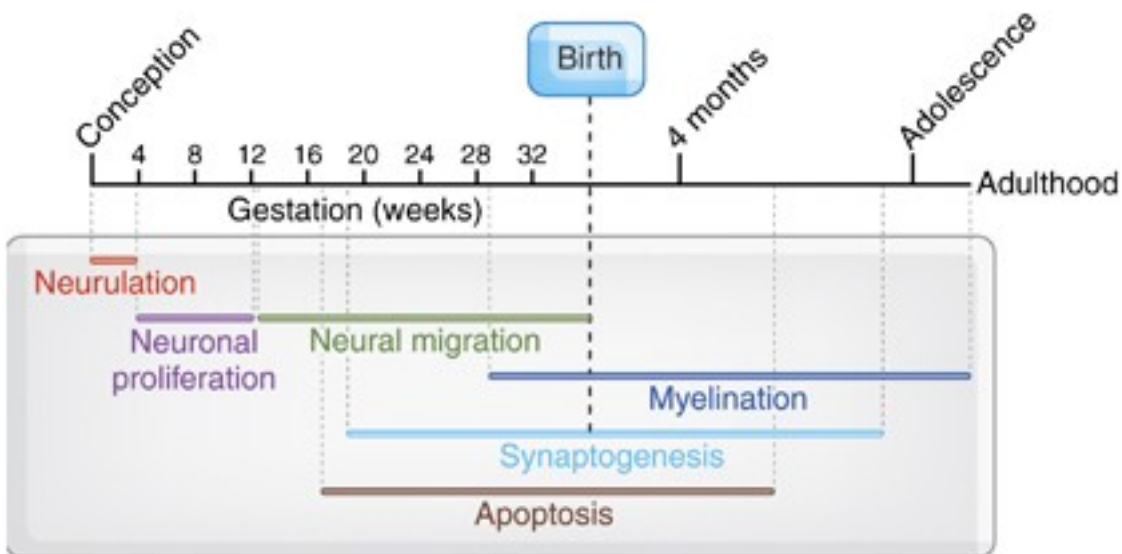 Conception
Birth
4 months
Adolescence
4 8 12 16 20 24 28 32
Adulthood
Gestation (weeks)
Neurulation
Neuronal
proliferation
Neural migration
Myelination
Synaptogenesis
Apoptosis